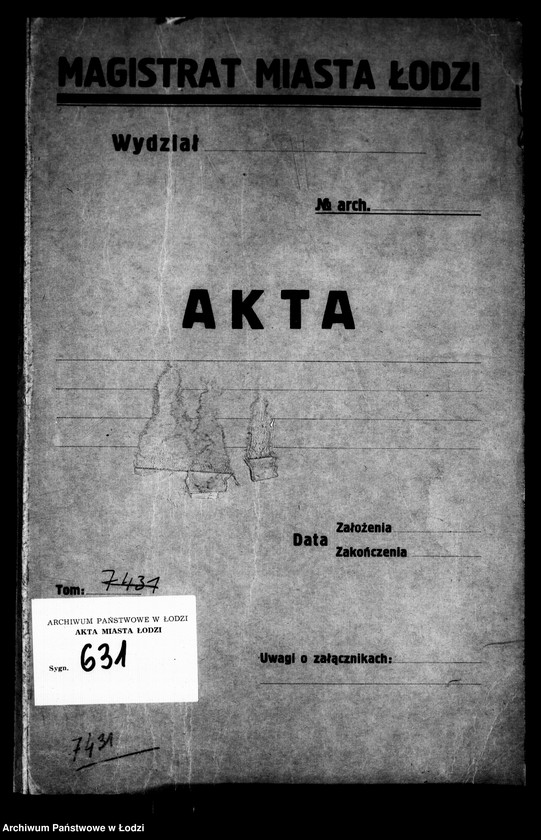 MAGISTRAT MIASTA ŁODZI
Wydział
№ arch.
AKTA
Data Założenia
Zakończenia
Tom: 7431
ARCHIWUM PAŃSTWOWE W ŁODZI
AKTA MIASTA ŁODZI
Sygn. 631
Uwagi o załącznikach:
7431
Archiwum Państwowe w Łodzi